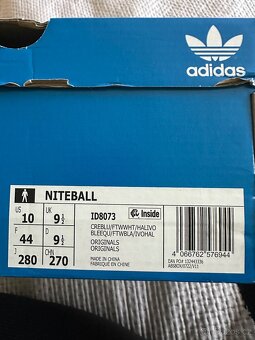 adidas
NITEBALL
US UK
10 9½
F D
44 9½
J CHN
280 270
ID8073 Inside
CREBLU/FTWWHT/HALIVO
BLEEQU/FTWBLA/IVOHAL
ORIGINALS
ORIGINALS
MADE IN CHINA
FABRIQUÉ EN CHINE
4 066762 576944